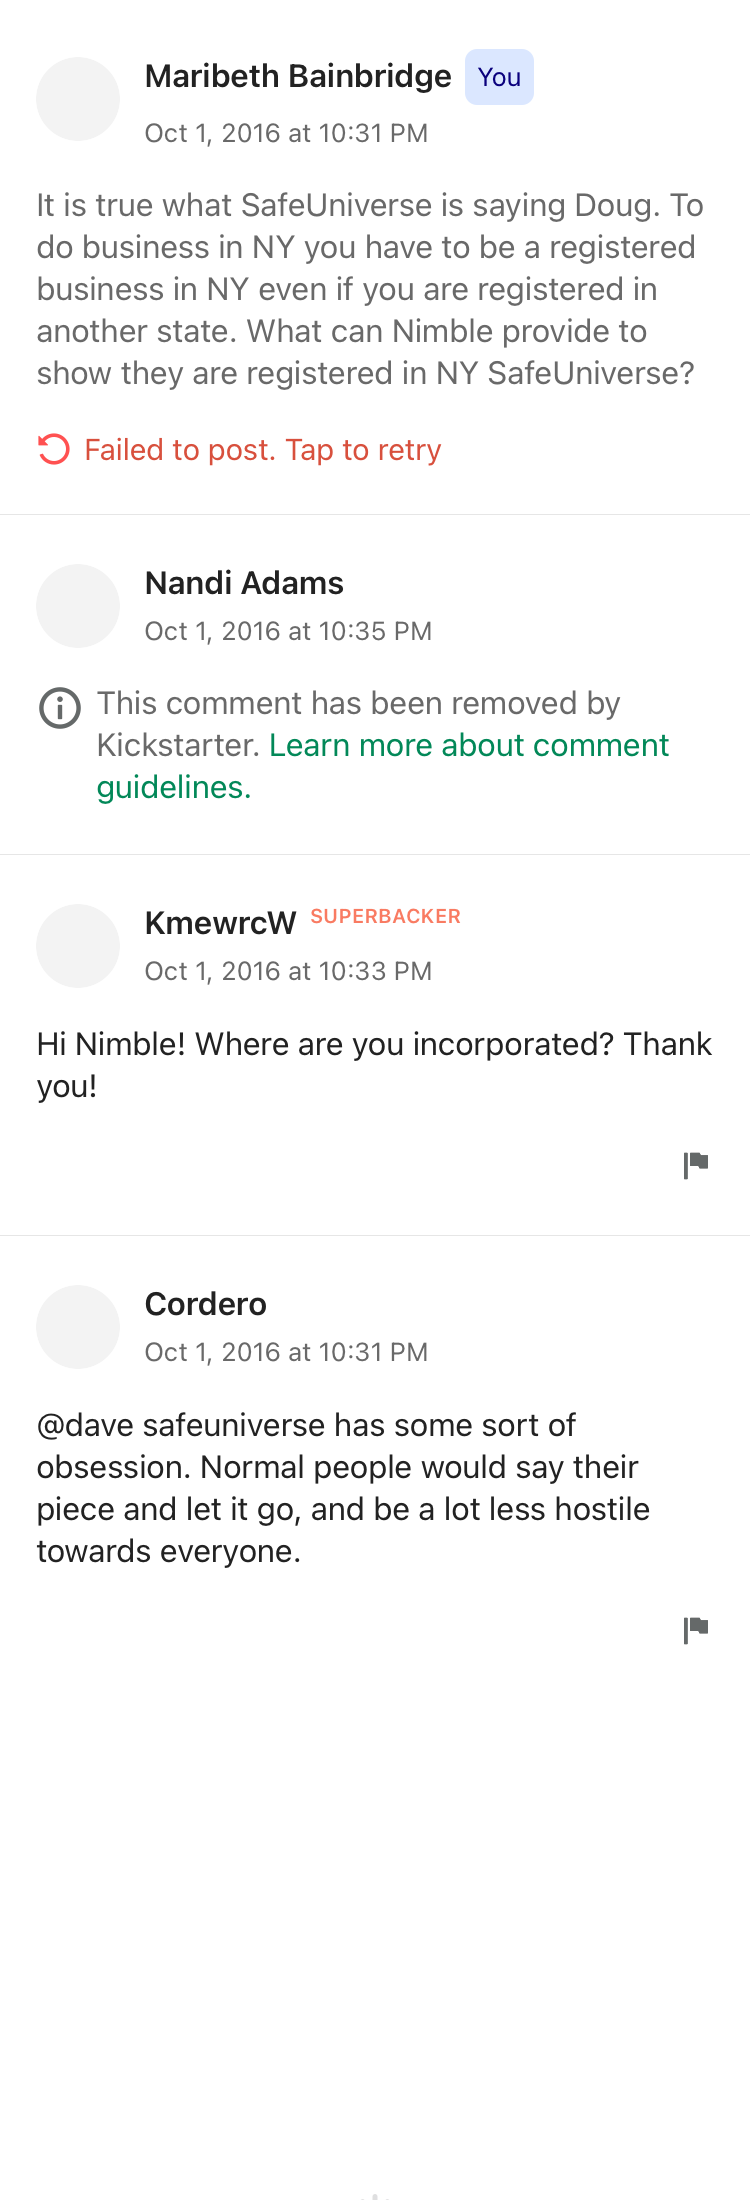 Maribeth Bainbridge You
Oct 1, 2016 at 10:31 PM
It is true what SafeUniverse is saying Doug. To
do business in NY you have to be a registered
business in NY even if you are registered in
another state. What can Nimble provide to
show they are registered in NY SafeUniverse?
Failed to post. Tap to retry
Nandi Adams
Oct 1, 2016 at 10:35 PM
This comment has been removed by
Kickstarter. Learn more about comment
guidelines.
KmewrcW SUPERBACKER
Oct 1, 2016 at 10:33 PM
Hi Nimble! Where are you incorporated? Thank
you!
Cordero
Oct 1, 2016 at 10:31 PM
@dave safeuniverse has some sort of
obsession. Normal people would say their
piece and let it go, and be a lot less hostile
towards everyone.